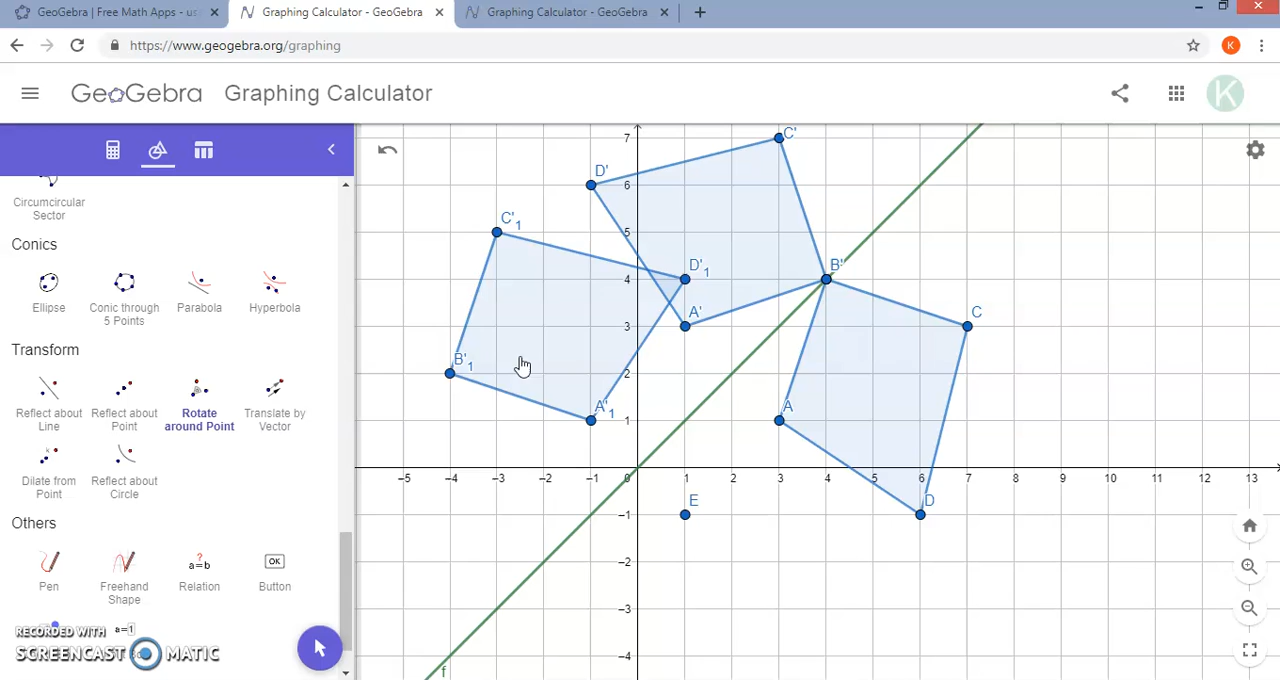 GeoGebra | Free Math Apps - us
Graphing Calculator - GeoGebra
Graphing Calculator - GeoGebra
https://www.geogebra.org/graphing
K
GeoGebra
Graphing Calculator
K
Circumcircular
Sector
Conics
Ellipse
Conic through
5 Points
Parabola
Hyperbola
Transform
Reflect about
Line
Reflect about
Point
Rotate
around Point
Translate by
Vector
Dilate from
Point
Reflect about
Circle
Others
a=b
OK
Pen
Freehand
Shape
Relation
Button
a=1
RECORDED WITH
SCREENCAST MATIC
7
C'
D'
6
C'1
5
D'1
4
B'
A'
3
C
B'1
2
A'1
1
A
-5 -4 -3 -2 -1 0 1 2 3 4 5 6 7 8 9 10 11 12 13
E
D
-1
-2
-3
-4
f